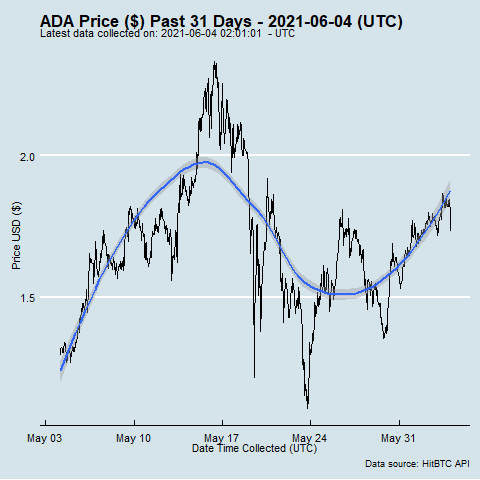 ADA Price ($) Past 31 Days - 2021-06-04 (UTC)
Latest data collected on: 2021-06-04 02:01:01 - UTC
Price USD ($)
2.0
1.5
May 03 May 10 May 17 May 24 May 31
Date Time Collected (UTC)
Data source: HitBTC API